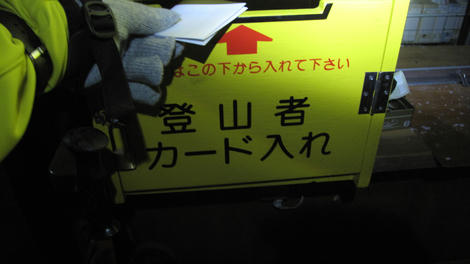 はこの下から入れて下さい
登山者
カード入れ